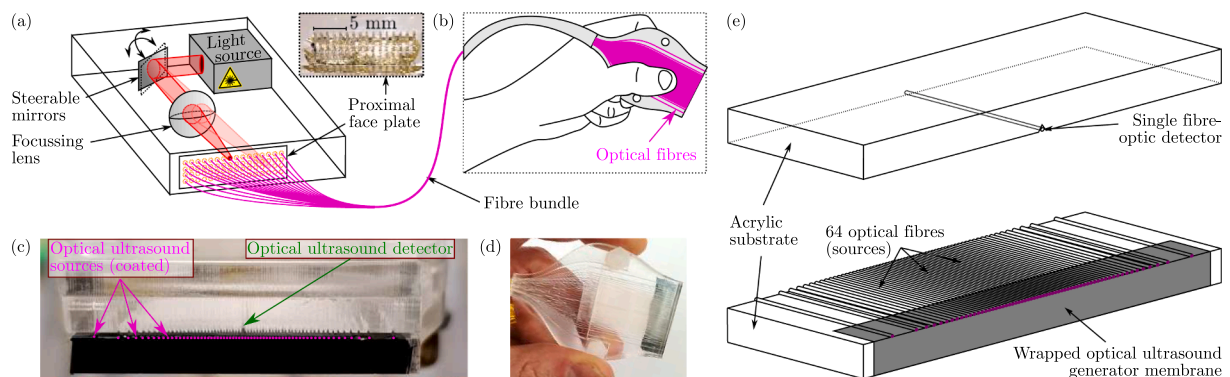 (a)
Light
source
5 mm
Steerable
mirrors
Focussing
lens
Proximal
face plate
Fibre bundle
(b)
Optical fibres
(c)
Optical ultrasound
sources (coated)
Optical ultrasound detector
(d)
(e)
Single fibre-
optic detector
Acrylic
substrate
64 optical fibres
(sources)
Wrapped optical ultrasound
generator membrane